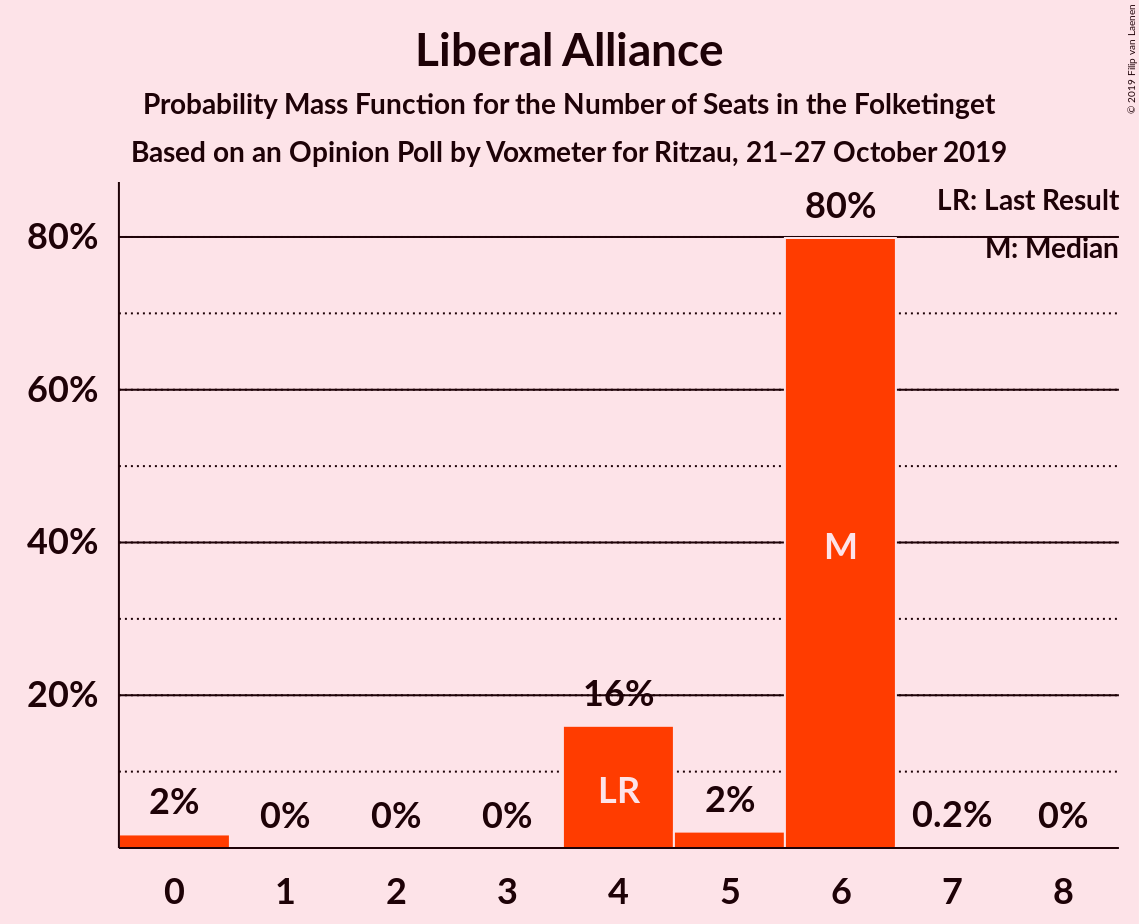 Liberal Alliance
Probability Mass Function for the Number of Seats in the Folketinget
Based on an Opinion Poll by Voxmeter for Ritzau, 21–27 October 2019
© 2019 Filip van Laenen
LR: Last Result
M: Median
80%
60%
40%
20%
2%
0%
0%
0%
16%
2%
80%
0.2%
0%
LR
M
0 1 2 3 4 5 6 7 8